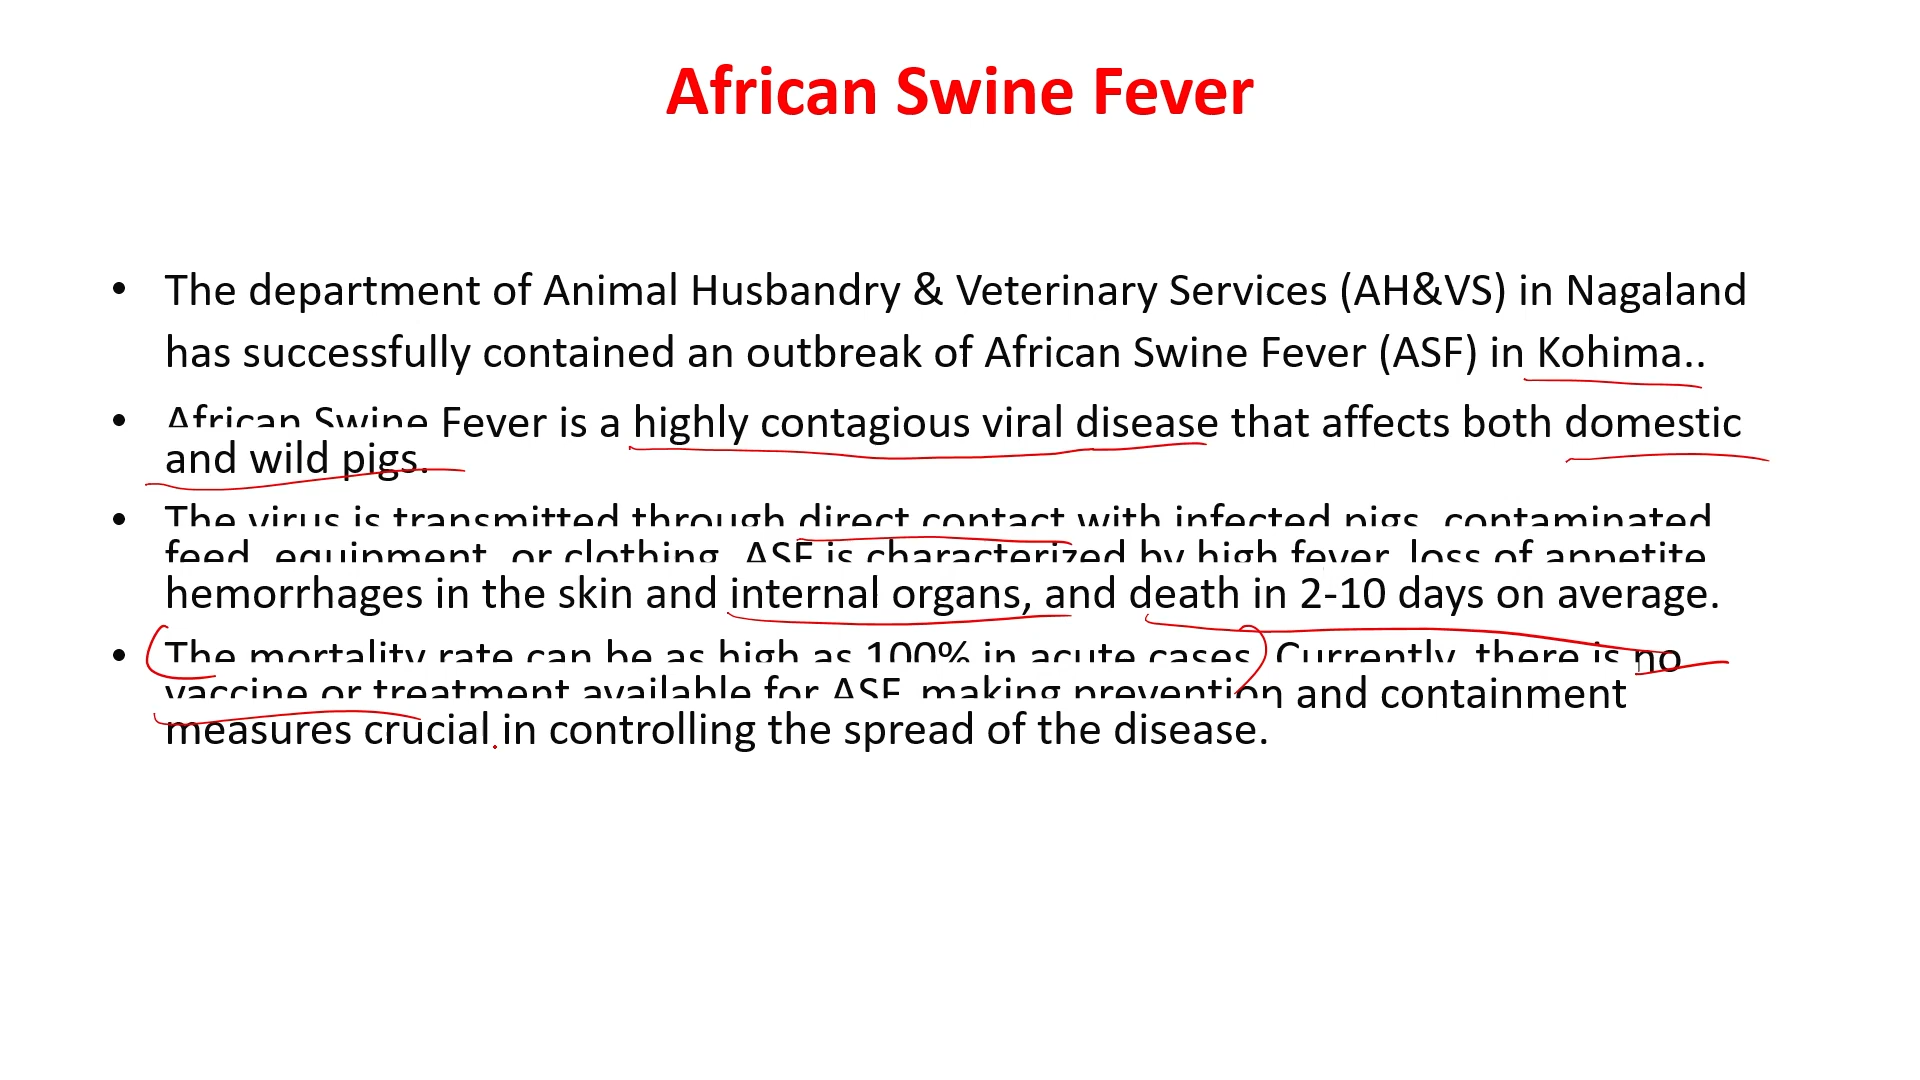 African Swine Fever
• The department of Animal Husbandry & Veterinary Services (AH&VS) in Nagaland
has successfully contained an outbreak of African Swine Fever (ASF) in Kohima..
• African Swine Fever is a highly contagious viral disease that affects both domestic
and wild pigs.
• The virus is transmitted through direct contact with infected pigs, contaminated
feed, equipment, or clothing. ASF is characterized by high fever, loss of appetite,
hemorrhages in the skin and internal organs, and death in 2-10 days on average.
• The mortality rate can be as high as 100% in acute cases. Currently, there is no
vaccine or treatment available for ASF, making prevention and containment
measures crucial in controlling the spread of the disease.